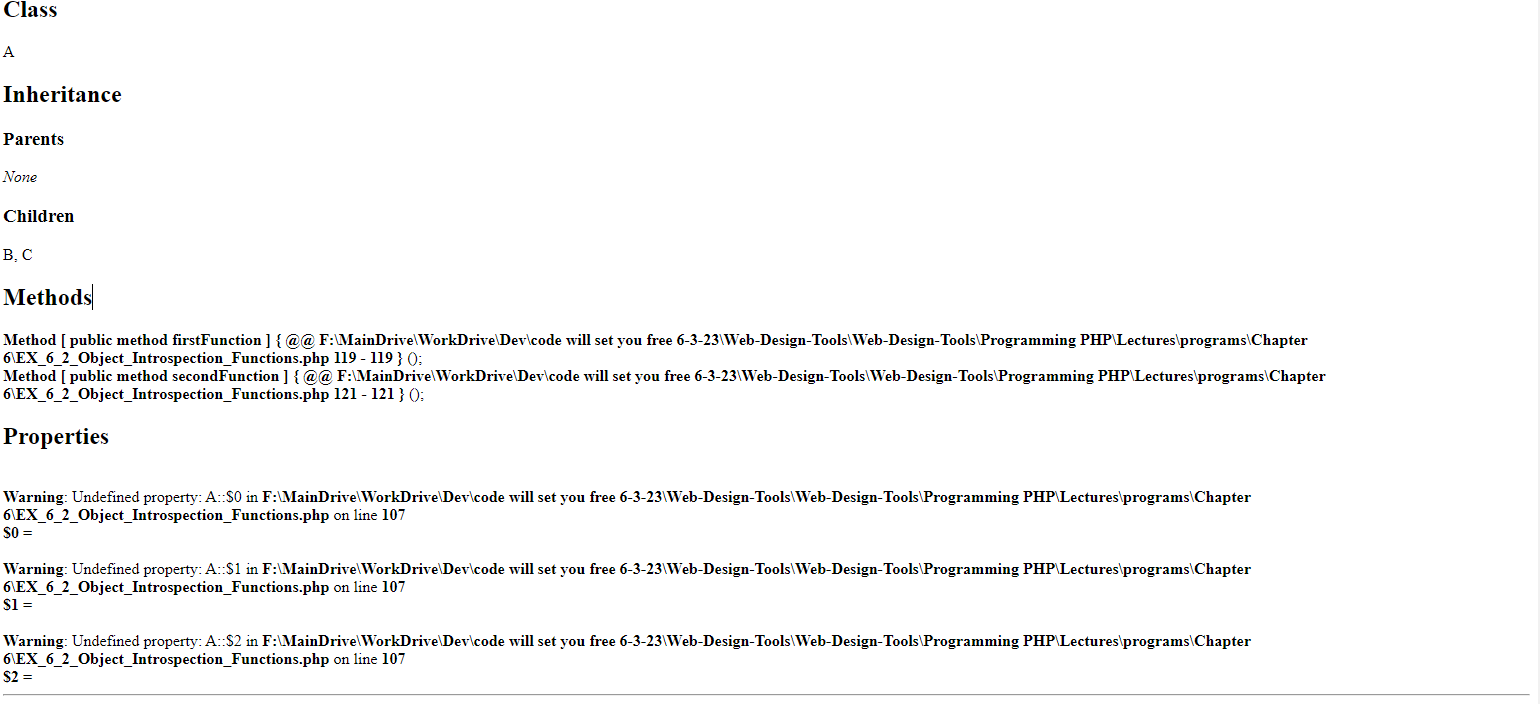 Class
A
Inheritance
Parents
None
Children
B, C
Methods
Method [ public method firstFunction ] { @@ F:\MainDrive\WorkDrive\Dev\code will set you free 6-3-23\Web-Design-Tools\Web-Design-Tools\Programming PHP\Lectures\programs\Chapter
6\EX_6_2_Object_Introspection_Functions.php 119 - 119 } ();
Method [ public method secondFunction ] { @@ F:\MainDrive\WorkDrive\Dev\code will set you free 6-3-23\Web-Design-Tools\Web-Design-Tools\Programming PHP\Lectures\programs\Chapter
6\EX_6_2_Object_Introspection_Functions.php 121 - 121 } ();
Properties
Warning: Undefined property: A::$0 in F:\MainDrive\WorkDrive\Dev\code will set you free 6-3-23\Web-Design-Tools\Web-Design-Tools\Programming PHP\Lectures\programs\Chapter
6\EX_6_2_Object_Introspection_Functions.php on line 107
$0 =
Warning: Undefined property: A::$1 in F:\MainDrive\WorkDrive\Dev\code will set you free 6-3-23\Web-Design-Tools\Web-Design-Tools\Programming PHP\Lectures\programs\Chapter
6\EX_6_2_Object_Introspection_Functions.php on line 107
$1 =
Warning: Undefined property: A::$2 in F:\MainDrive\WorkDrive\Dev\code will set you free 6-3-23\Web-Design-Tools\Web-Design-Tools\Programming PHP\Lectures\programs\Chapter
6\EX_6_2_Object_Introspection_Functions.php on line 107
$2 =